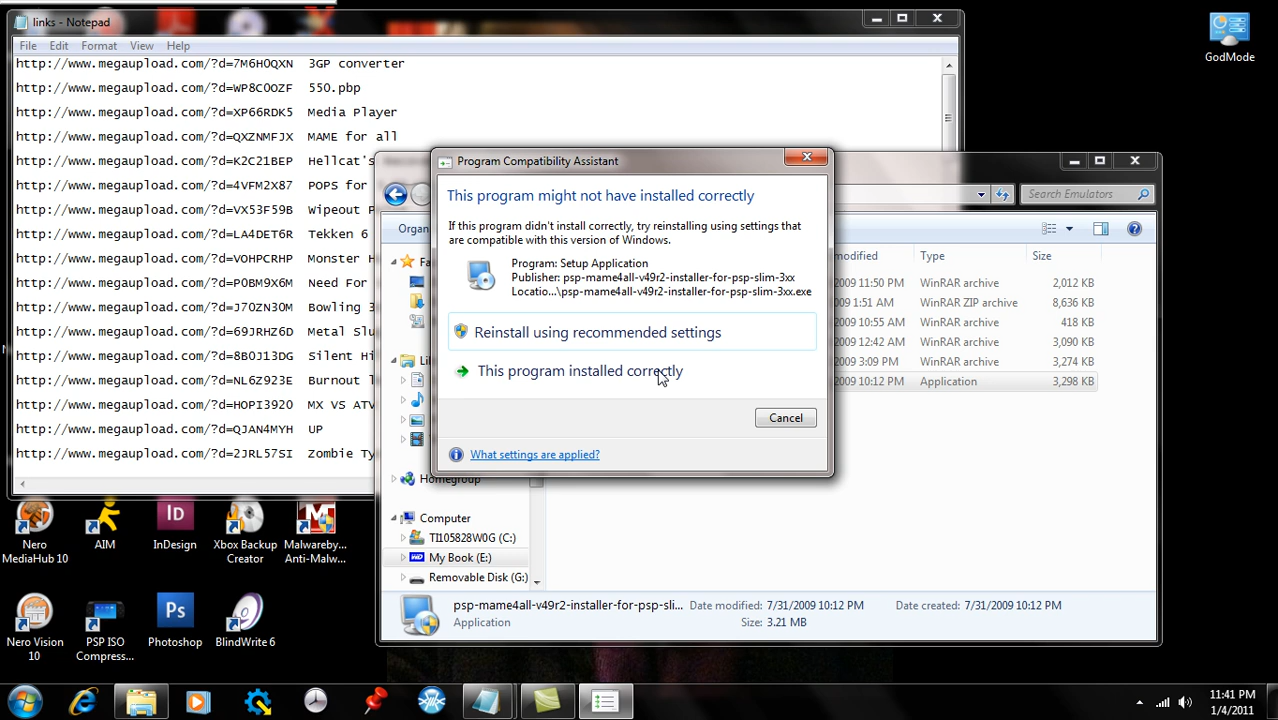 links - Notepad
File Edit Format View Help
http://www.megaupload.com/?d=7M6H0QXN 3GP converter
http://www.megaupload.com/?d=WP8C0OZF 550.pbp
http://www.megaupload.com/?d=XP66RDK5 Media Player
http://www.megaupload.com/?d=QXZNMFJX MAME for all
http://www.megaupload.com/?d=K2C21BEP Hellcat's
http://www.megaupload.com/?d=4VFM2X87 POPS for
http://www.megaupload.com/?d=VX53F59B Wipeout P
http://www.megaupload.com/?d=LA4DET6R Tekken 6
http://www.megaupload.com/?d=VOHPCRHP Monster H
http://www.megaupload.com/?d=P0BM9X6M Need For
http://www.megaupload.com/?d=J70ZN30M Bowling 3
http://www.megaupload.com/?d=69JRHZ6D Metal Slu
http://www.megaupload.com/?d=8B0J13DG Silent Hi
http://www.megaupload.com/?d=NL6Z923E Burnout l
http://www.megaupload.com/?d=HOPI392O MX VS ATV
http://www.megaupload.com/?d=QJAN4MYH UP
http://www.megaupload.com/?d=2JRL57SI Zombie Ty
GodMode
Search Emulators
Organ
modified Type Size
2009 11:50 PM WinRAR archive 2,012 KB
2009 1:51 AM WinRAR ZIP archive 8,636 KB
2009 10:55 AM WinRAR archive 418 KB
2009 12:42 AM WinRAR archive 3,090 KB
2009 3:09 PM WinRAR archive 3,274 KB
2009 10:12 PM Application 3,298 KB
Fa
Lil
Homegroup
Computer
TI105828W0G (C:)
My Book (E:)
Removable Disk (G:)
psp-mame4all-v49r2-installer-for-psp-sli... Date modified: 7/31/2009 10:12 PM Date created: 7/31/2009 10:12 PM
Application Size: 3.21 MB
Program Compatibility Assistant
This program might not have installed correctly
If this program didn't install correctly, try reinstalling using settings that
are compatible with this version of Windows.
Program: Setup Application
Publisher: psp-mame4all-v49r2-installer-for-psp-slim-3xx
Locatio...\psp-mame4all-v49r2-installer-for-psp-slim-3xx.exe
Reinstall using recommended settings
This program installed correctly
Cancel
What settings are applied?
Nero
MediaHub 10
AIM
Id
InDesign
Xbox Backup
Creator
Malwareby...
Anti-Malw...
Nero Vision
10
PSP ISO
Compress...
Ps
Photoshop
BlindWrite 6
11:41 PM
1/4/2011